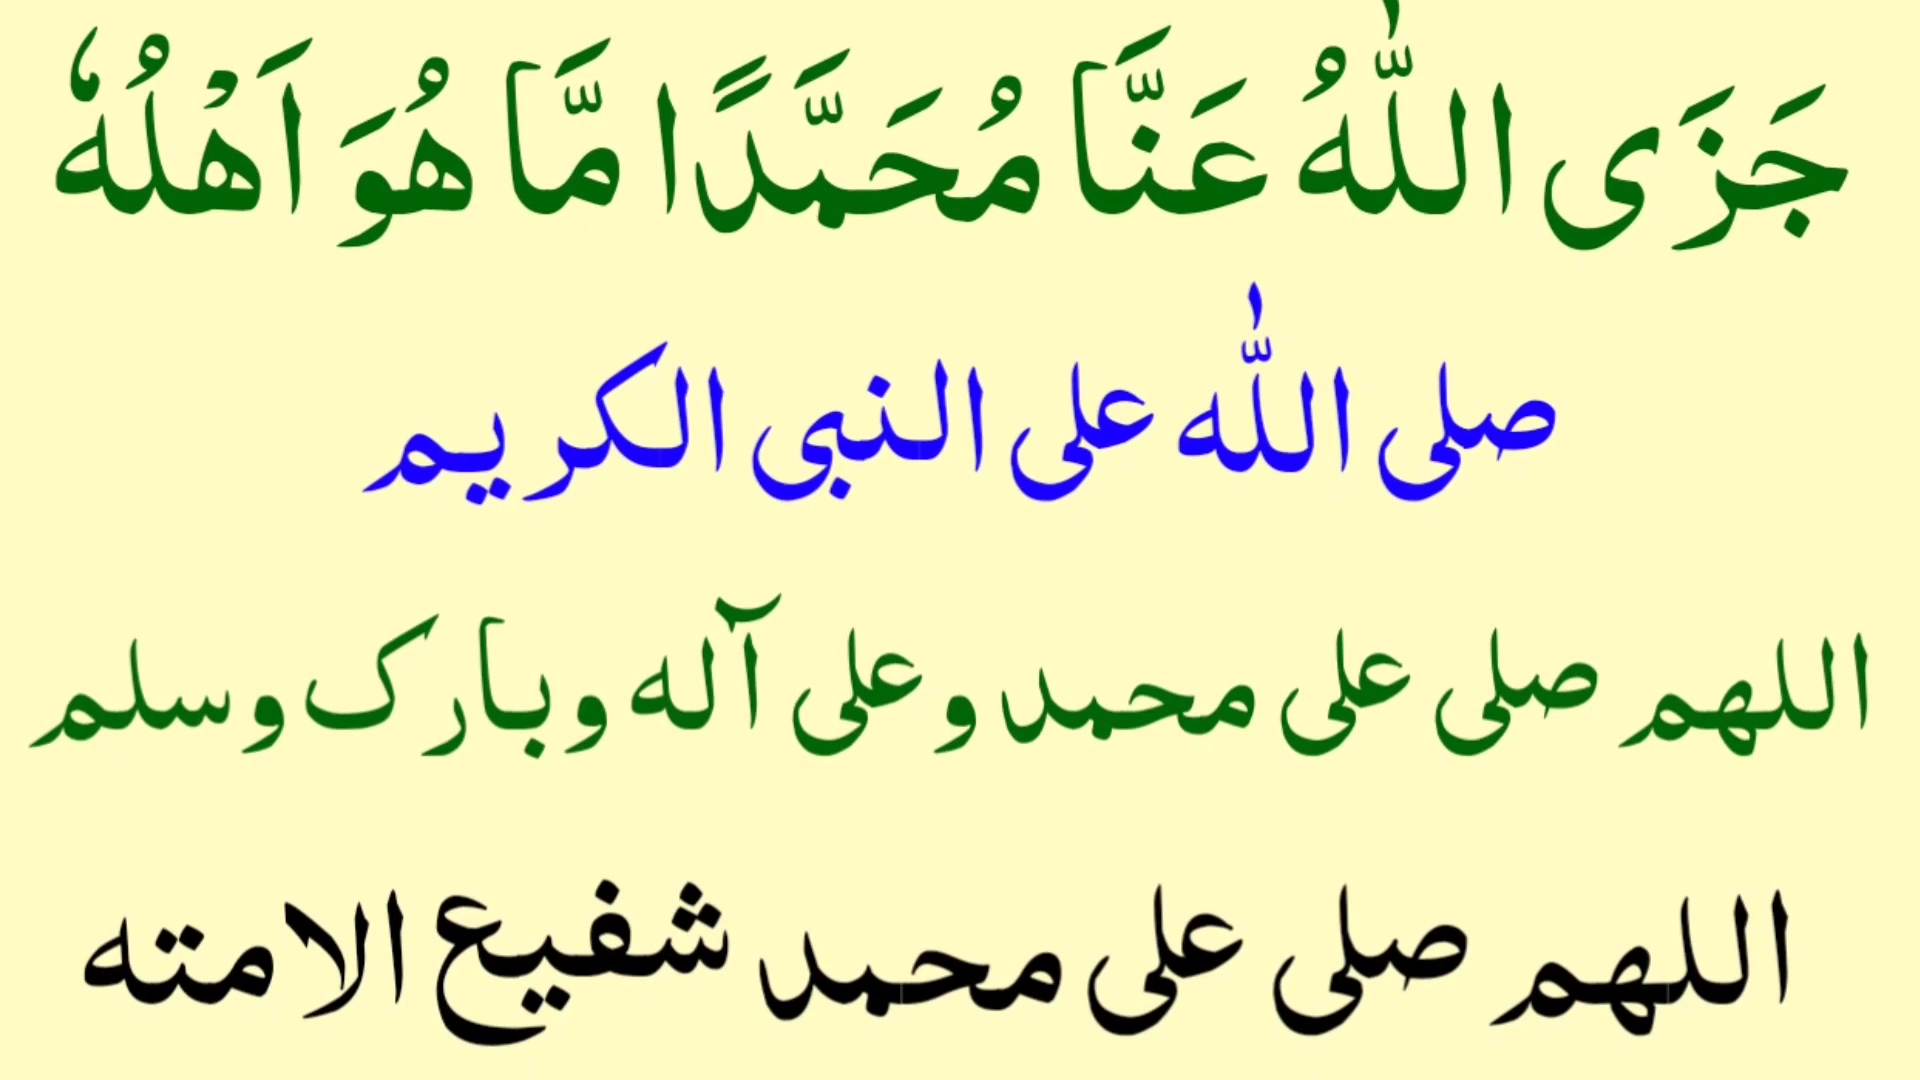 جَزَى اللّٰهُ عَنَّا مُحَمَّدًا مَّا هُوَ اَهْلُهٗ
صلى اللّٰه على النبى الكريم
اللهم صلى على محمد وعلى آله وبارک وسلم
اللهم صلى على محمد شفيع الامته